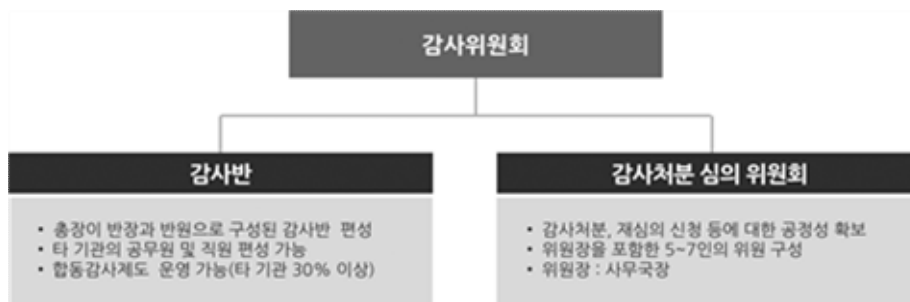 감사위원회
감사반
• 총장이 반장과 반원으로 구성된 감사반 편성
• 타 기관의 공무원 및 직원 편성 가능
• 합동감사제도 운영 가능(타 기관 30% 이상)
감사처분 심의 위원회
• 감사처분, 재심의 신청 등에 대한 공정성 확보
• 위원장을 포함한 5~7인의 위원 구성
• 위원장 : 사무국장